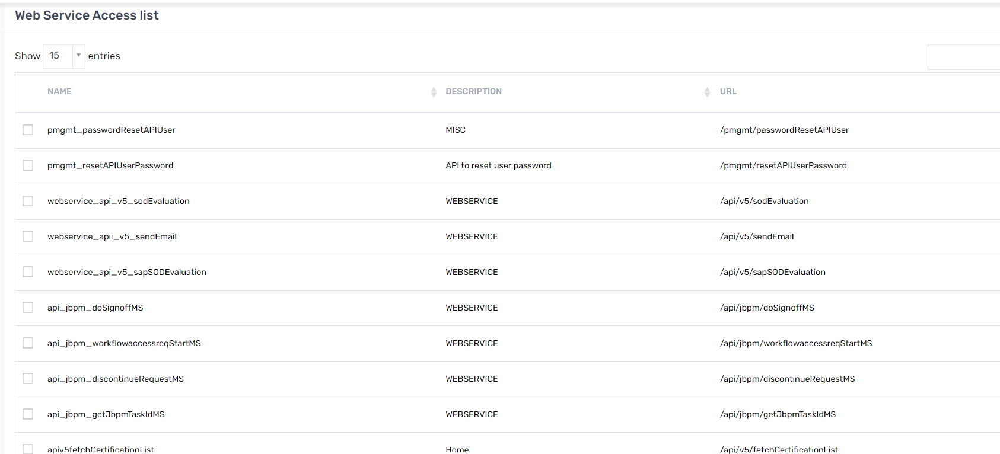 Web Service Access list
Show 15 entries
NAME DESCRIPTION URL
pmgmt_passwordResetAPIUser MISC /pmgmt/passwordResetAPIUser
pmgmt_resetAPIUserPassword API to reset user password /pmgmt/resetAPIUserPassword
webservice_api_v5_sodEvaluation WEBSERVICE /api/v5/sodEvaluation
webservice_apii_v5_sendEmail WEBSERVICE /api/v5/sendEmail
webservice_api_v5_sapSODEvaluation WEBSERVICE /api/v5/sapSODEvaluation
api_jbpm_doSignoffMS WEBSERVICE /api/jbpm/doSignoffMS
api_jbpm_workflowaccessreqStartMS WEBSERVICE /api/jbpm/workflowaccessreqStartMS
api_jbpm_discontinueRequestMS WEBSERVICE /api/jbpm/discontinueRequestMS
api_jbpm_getJbpmTaskIdMS WEBSERVICE /api/jbpm/getJbpmTaskIdMS
apiv5fetchCertificationList Home /api/v5/fetchCertificationList